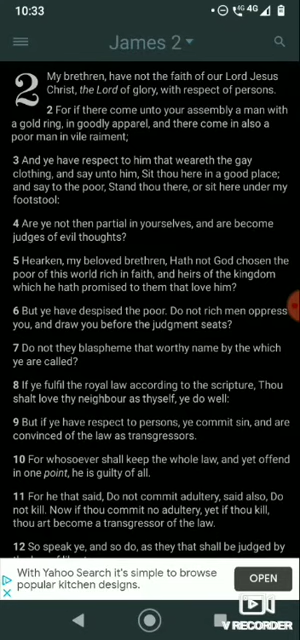 10:33
4G 4G
James 2
2 My brethren, have not the faith of our Lord Jesus
Christ, the Lord of glory, with respect of persons.
2 For if there come unto your assembly a man with
a gold ring, in goodly apparel, and there come in also a
poor man in vile raiment;
3 And ye have respect to him that weareth the gay
clothing, and say unto him, Sit thou here in a good place;
and say to the poor, Stand thou there, or sit here under my
footstool:
4 Are ye not then partial in yourselves, and are become
judges of evil thoughts?
5 Hearken, my beloved brethren, Hath not God chosen the
poor of this world rich in faith, and heirs of the kingdom
which he hath promised to them that love him?
6 But ye have despised the poor. Do not rich men oppress
you, and draw you before the judgment seats?
7 Do not they blaspheme that worthy name by the which
ye are called?
8 If ye fulfil the royal law according to the scripture, Thou
shalt love thy neighbour as thyself, ye do well:
9 But if ye have respect to persons, ye commit sin, and are
convinced of the law as transgressors.
10 For whosoever shall keep the whole law, and yet offend
in one point, he is guilty of all.
11 For he that said, Do not commit adultery, said also, Do
not kill. Now if thou commit no adultery, yet if thou kill,
thou art become a transgressor of the law.
12 So speak ye, and so do, as they that shall be judged by
With Yahoo Search it's simple to browse
popular kitchen designs.
OPEN
V RECORDER